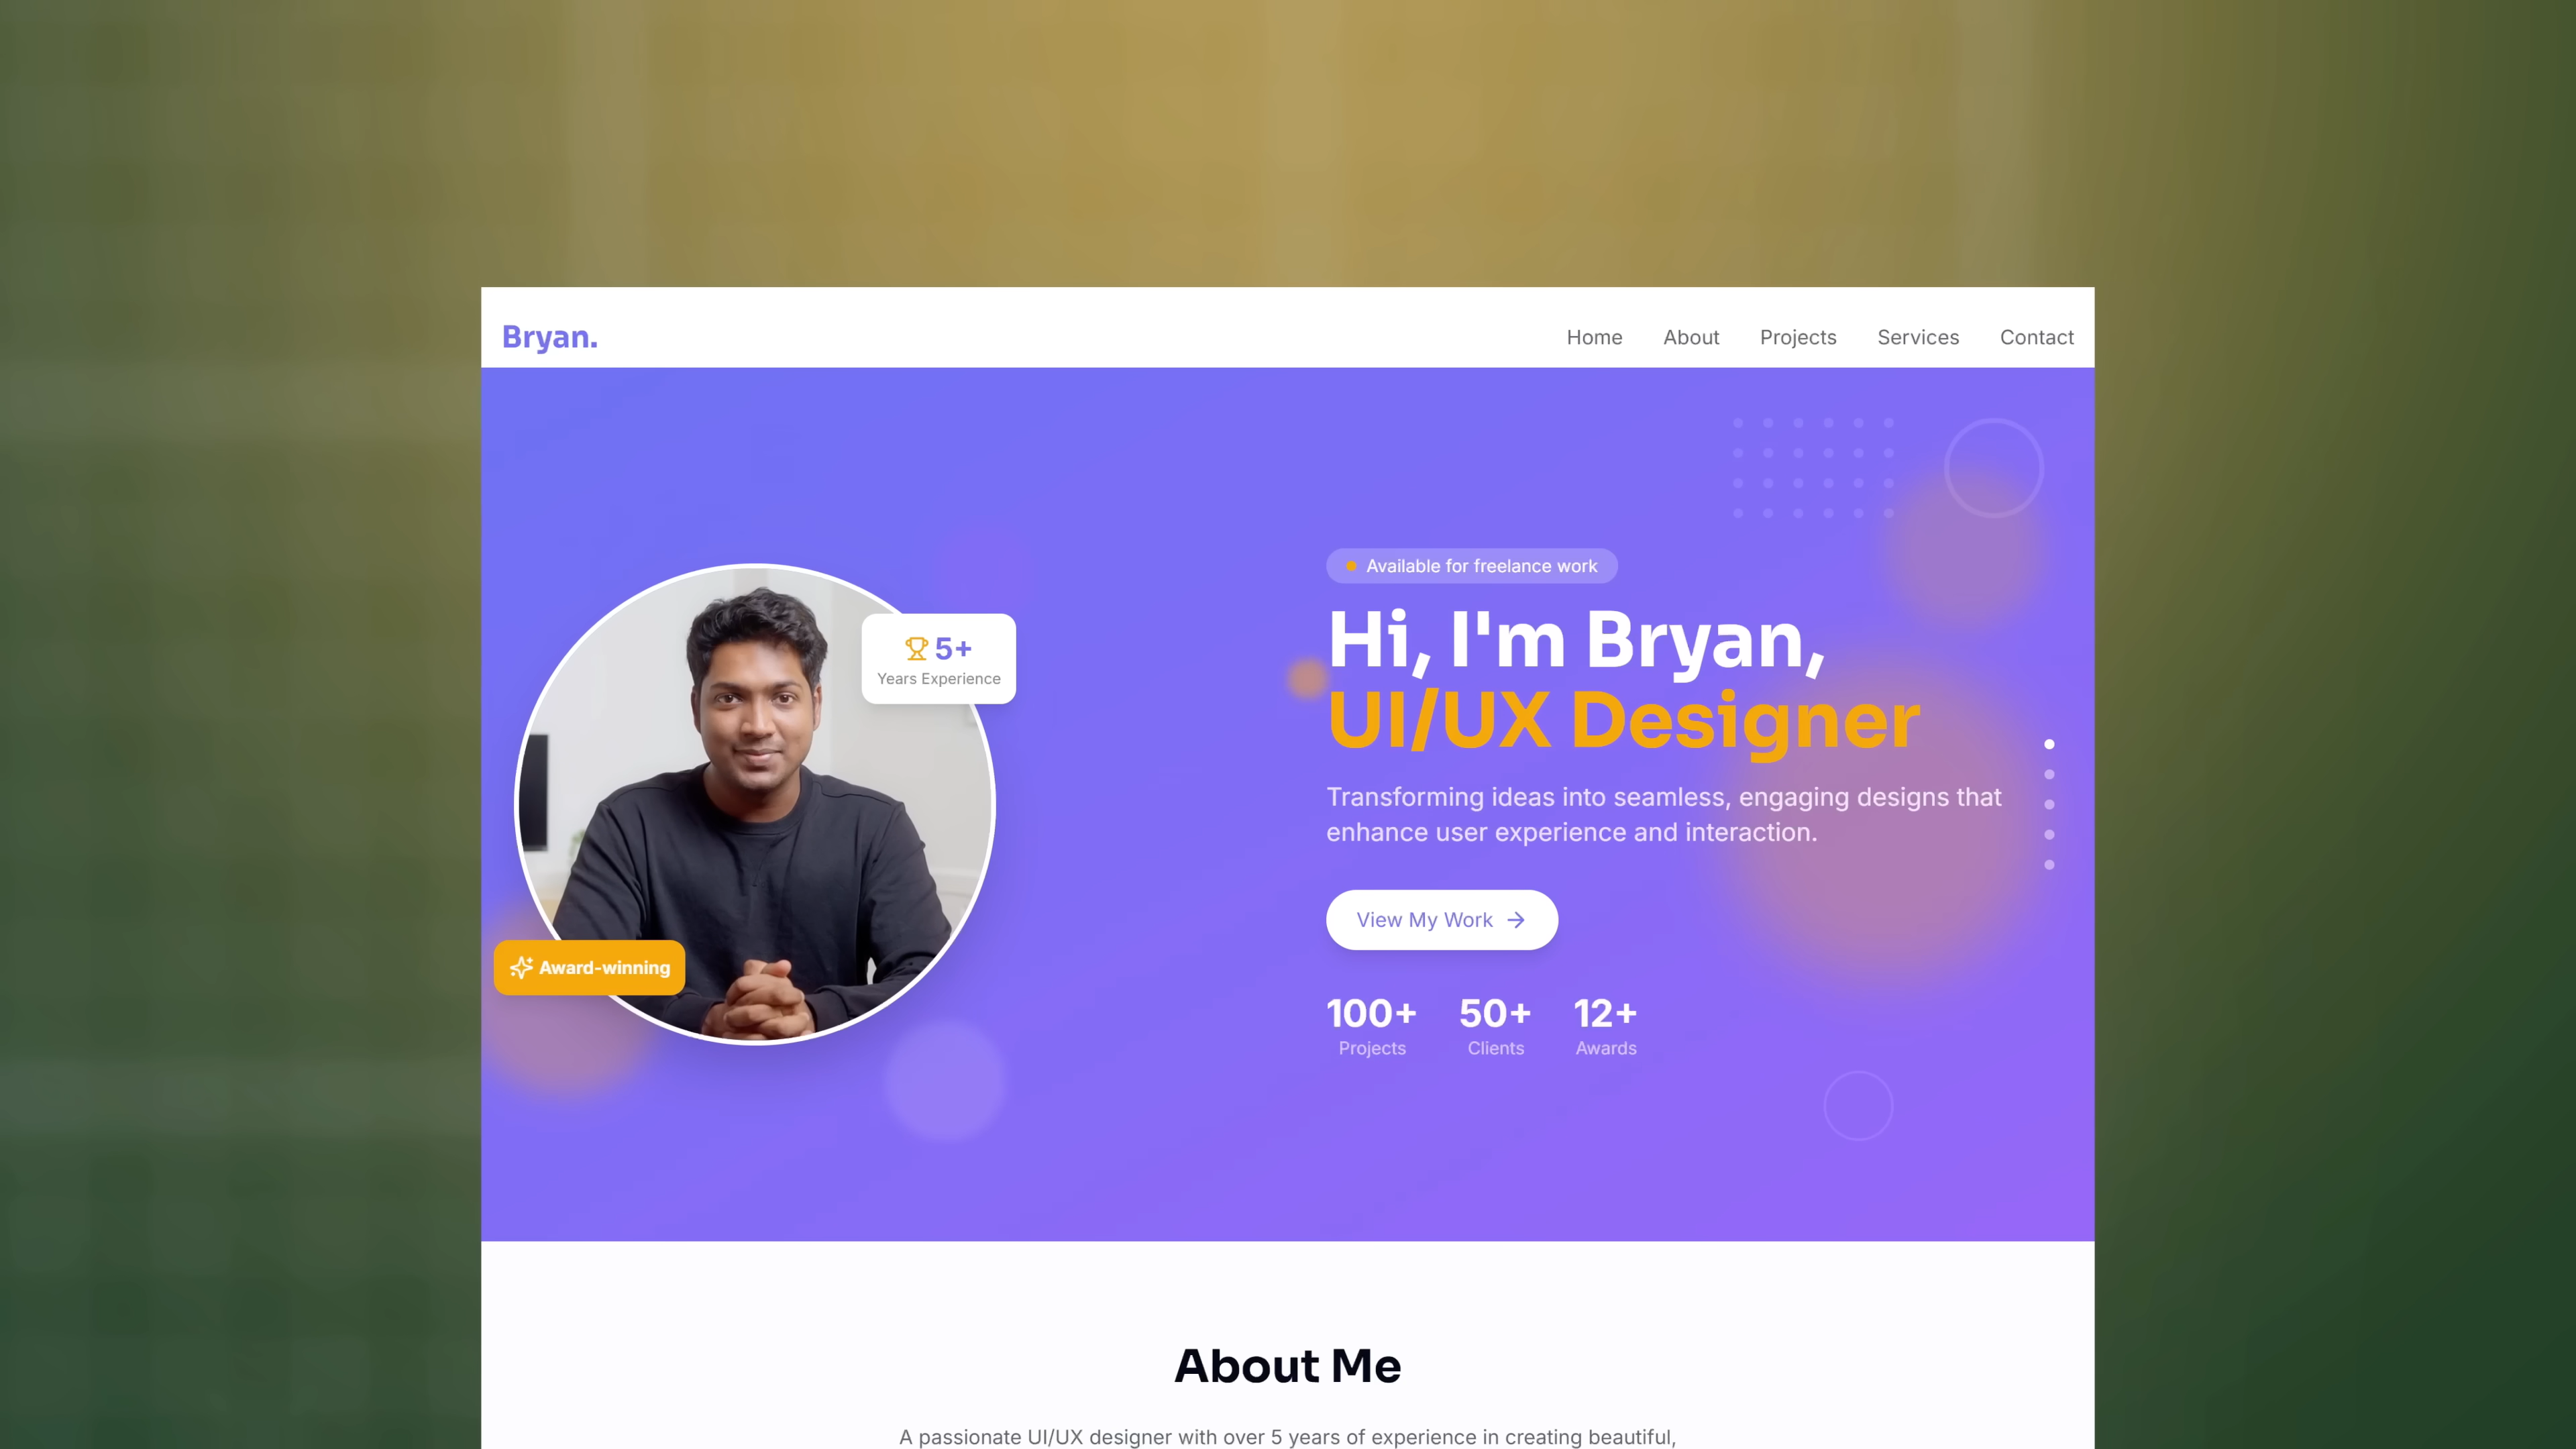 Bryan.
Home About Projects Services Contact
5+
Years Experience
Award-winning
Available for freelance work
Hi, I'm Bryan,
UI/UX Designer
Transforming ideas into seamless, engaging designs that
enhance user experience and interaction.
View My Work
100+ 50+ 12+
Projects Clients Awards
About Me
A passionate UI/UX designer with over 5 years of experience in creating beautiful,